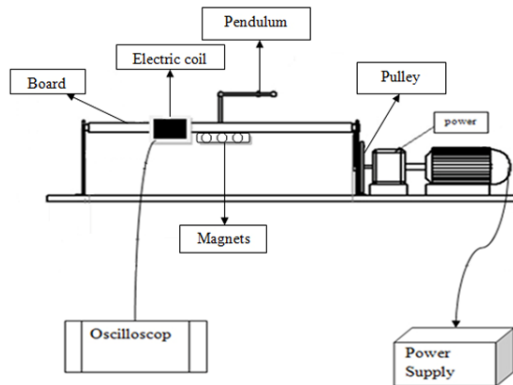 Pendulum
Electric coil
Board
Pulley
power
Magnets
Oscilloscop
Power
Supply